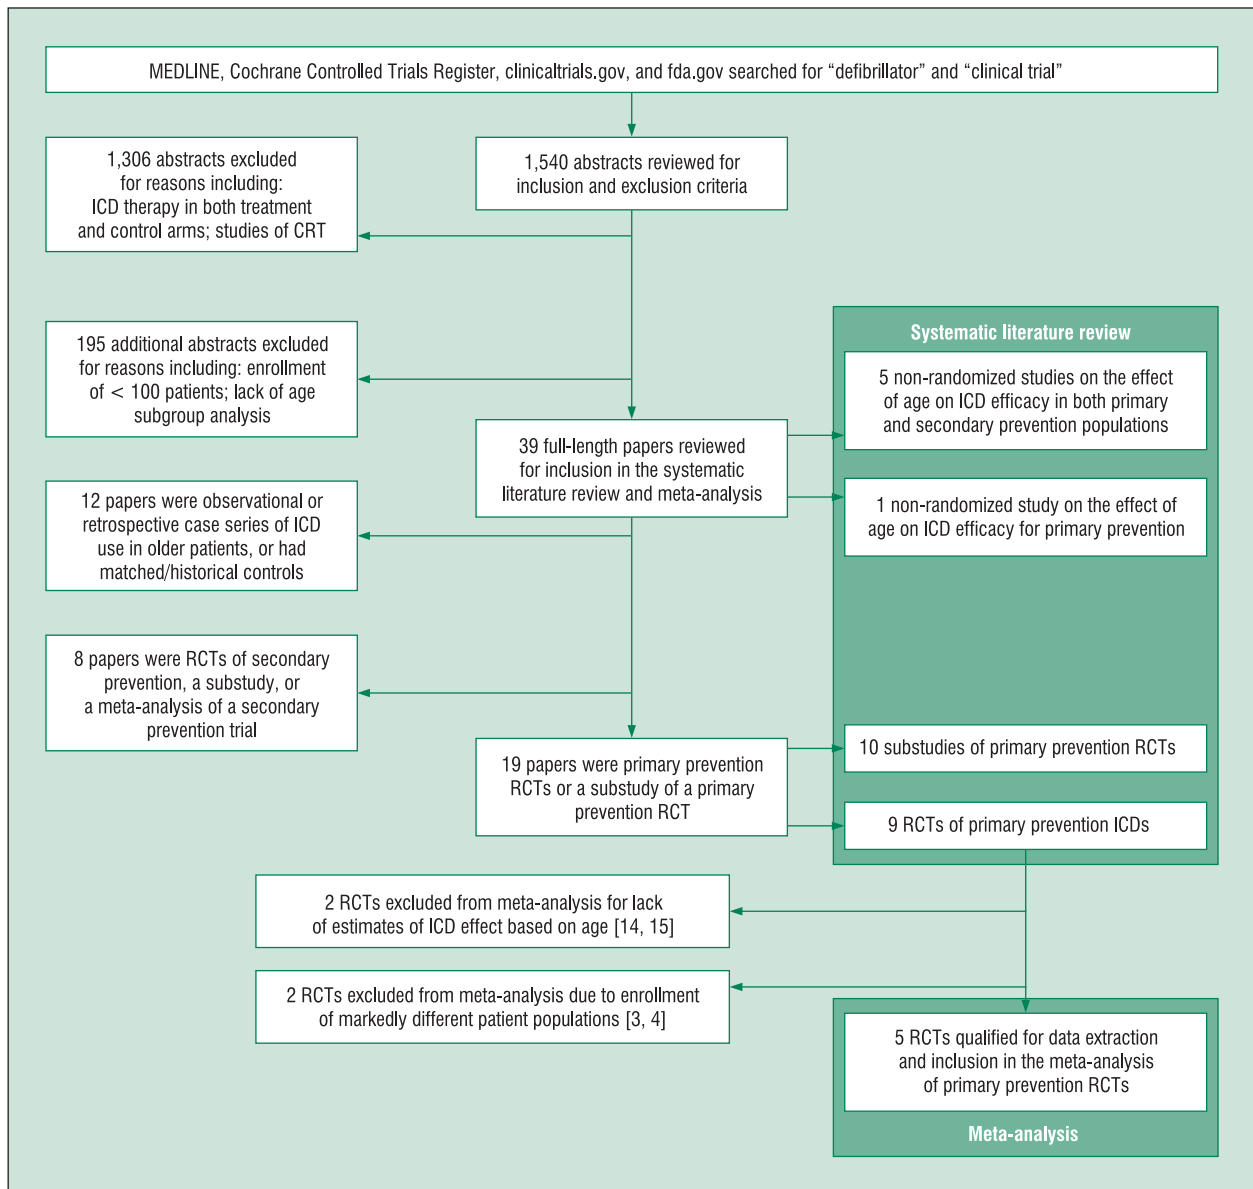 MEDLINE, Cochrane Controlled Trials Register, clinicaltrials.gov, and fda.gov searched for “defibrillator” and “clinical trial”
1,306 abstracts excluded
for reasons including:
ICD therapy in both treatment
and control arms; studies of CRT
1,540 abstracts reviewed for
inclusion and exclusion criteria
195 additional abstracts excluded
for reasons including: enrollment
of < 100 patients; lack of age
subgroup analysis
Systematic literature review
5 non-randomized studies on the effect
of age on ICD efficacy in both primary
and secondary prevention populations
39 full-length papers reviewed
for inclusion in the systematic
literature review and meta-analysis
1 non-randomized study on the effect of
age on ICD efficacy for primary prevention
12 papers were observational or
retrospective case series of ICD
use in older patients, or had
matched/historical controls
8 papers were RCTs of secondary
prevention, a substudy, or
a meta-analysis of a secondary
prevention trial
19 papers were primary prevention
RCTs or a substudy of a primary
prevention RCT
10 substudies of primary prevention RCTs
9 RCTs of primary prevention ICDs
2 RCTs excluded from meta-analysis for lack
of estimates of ICD effect based on age [14, 15]
2 RCTs excluded from meta-analysis due to enrollment
of markedly different patient populations [3, 4]
5 RCTs qualified for data extraction
and inclusion in the meta-analysis
of primary prevention RCTs
Meta-analysis